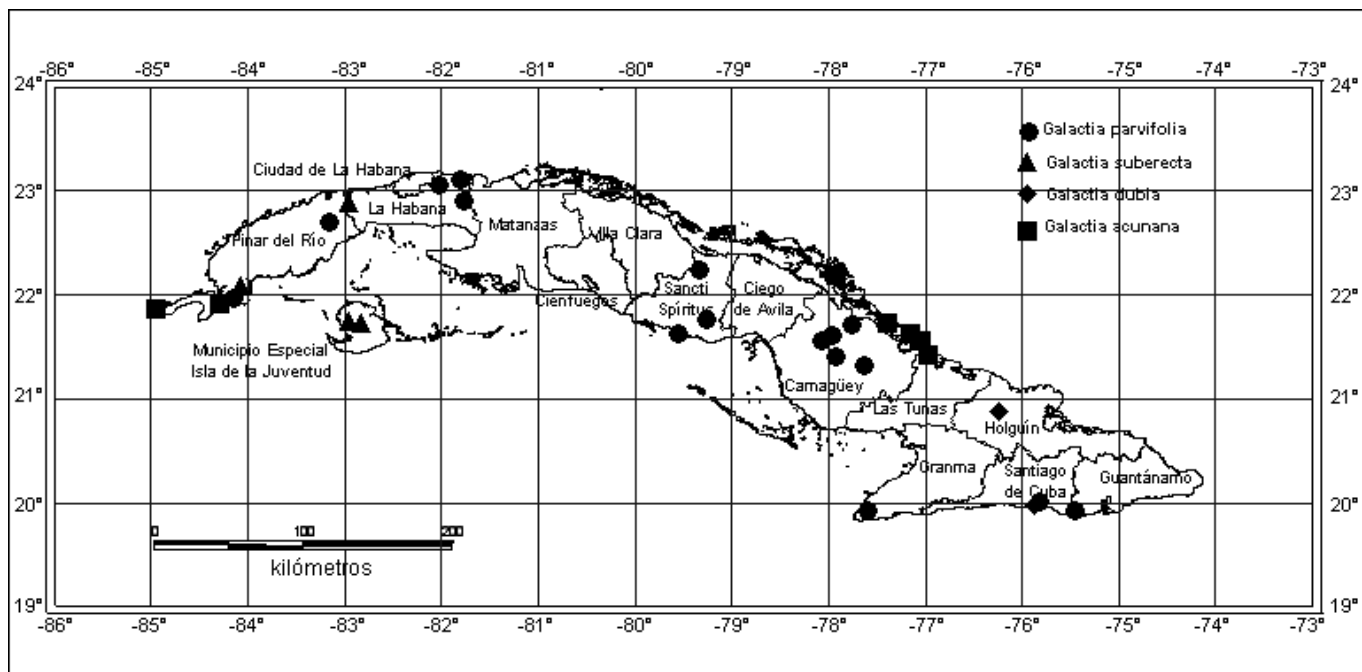 -86° -85° -84° -83° -82° -81° -80° -79° -78° -77° -76° -75° -74° -73°
24° 24°
Galactia parvifolia
Ciudad de La Habana
Galactia suberecta
23° 23°
Galactia dubia
La Habana
Matanzas
Villa Clara
Galactia acunana
Pinar del Río
22° 22°
Cienfuegos
Sancti
Spíritus
Ciego
de Avila
Municipio Especial
Isla de la Juventud
Camagüey
21° 21°
Las Tunas
Holguín
Granma
Santiago
de Cuba
Guantánamo
20° 20°
0 100 200
kilómetros
19° 19°
-86° -85° -84° -83° -82° -81° -80° -79° -78° -77° -76° -75° -74° -73°